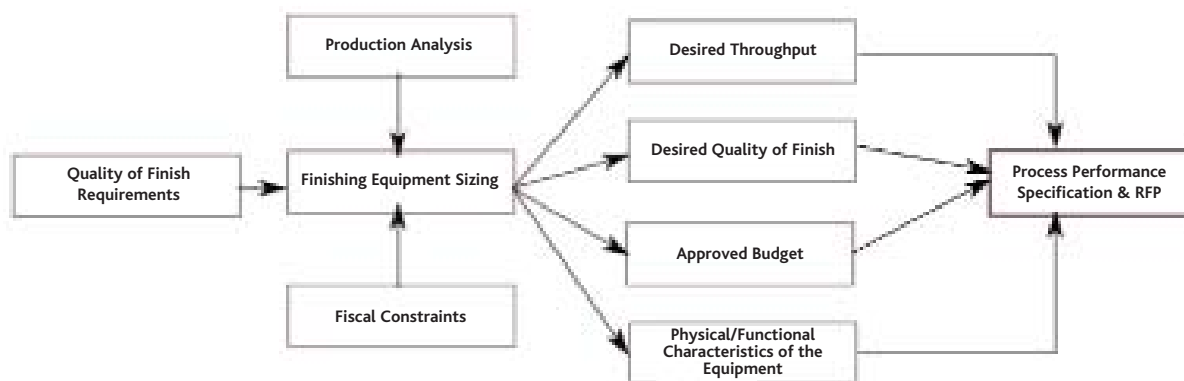 Production Analysis
Quality of Finish
Requirements
Finishing Equipment Sizing
Fiscal Constraints
Desired Throughput
Desired Quality of Finish
Approved Budget
Physical/Functional
Characteristics of the
Equipment
Process Performance
Specification & RFP